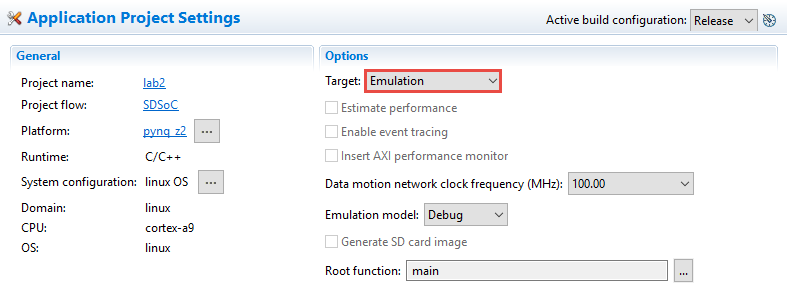 Application Project Settings
Active build configuration: Release
General
Project name: lab2
Project flow: SDSoC
Platform: pynq_z2 ...
Runtime: C/C++
System configuration: linux OS ...
Domain: linux
CPU: cortex-a9
OS: linux
Options
Target: Emulation
Estimate performance
Enable event tracing
Insert AXI performance monitor
Data motion network clock frequency (MHz): 100.00
Emulation model: Debug
Generate SD card image
Root function: main ...